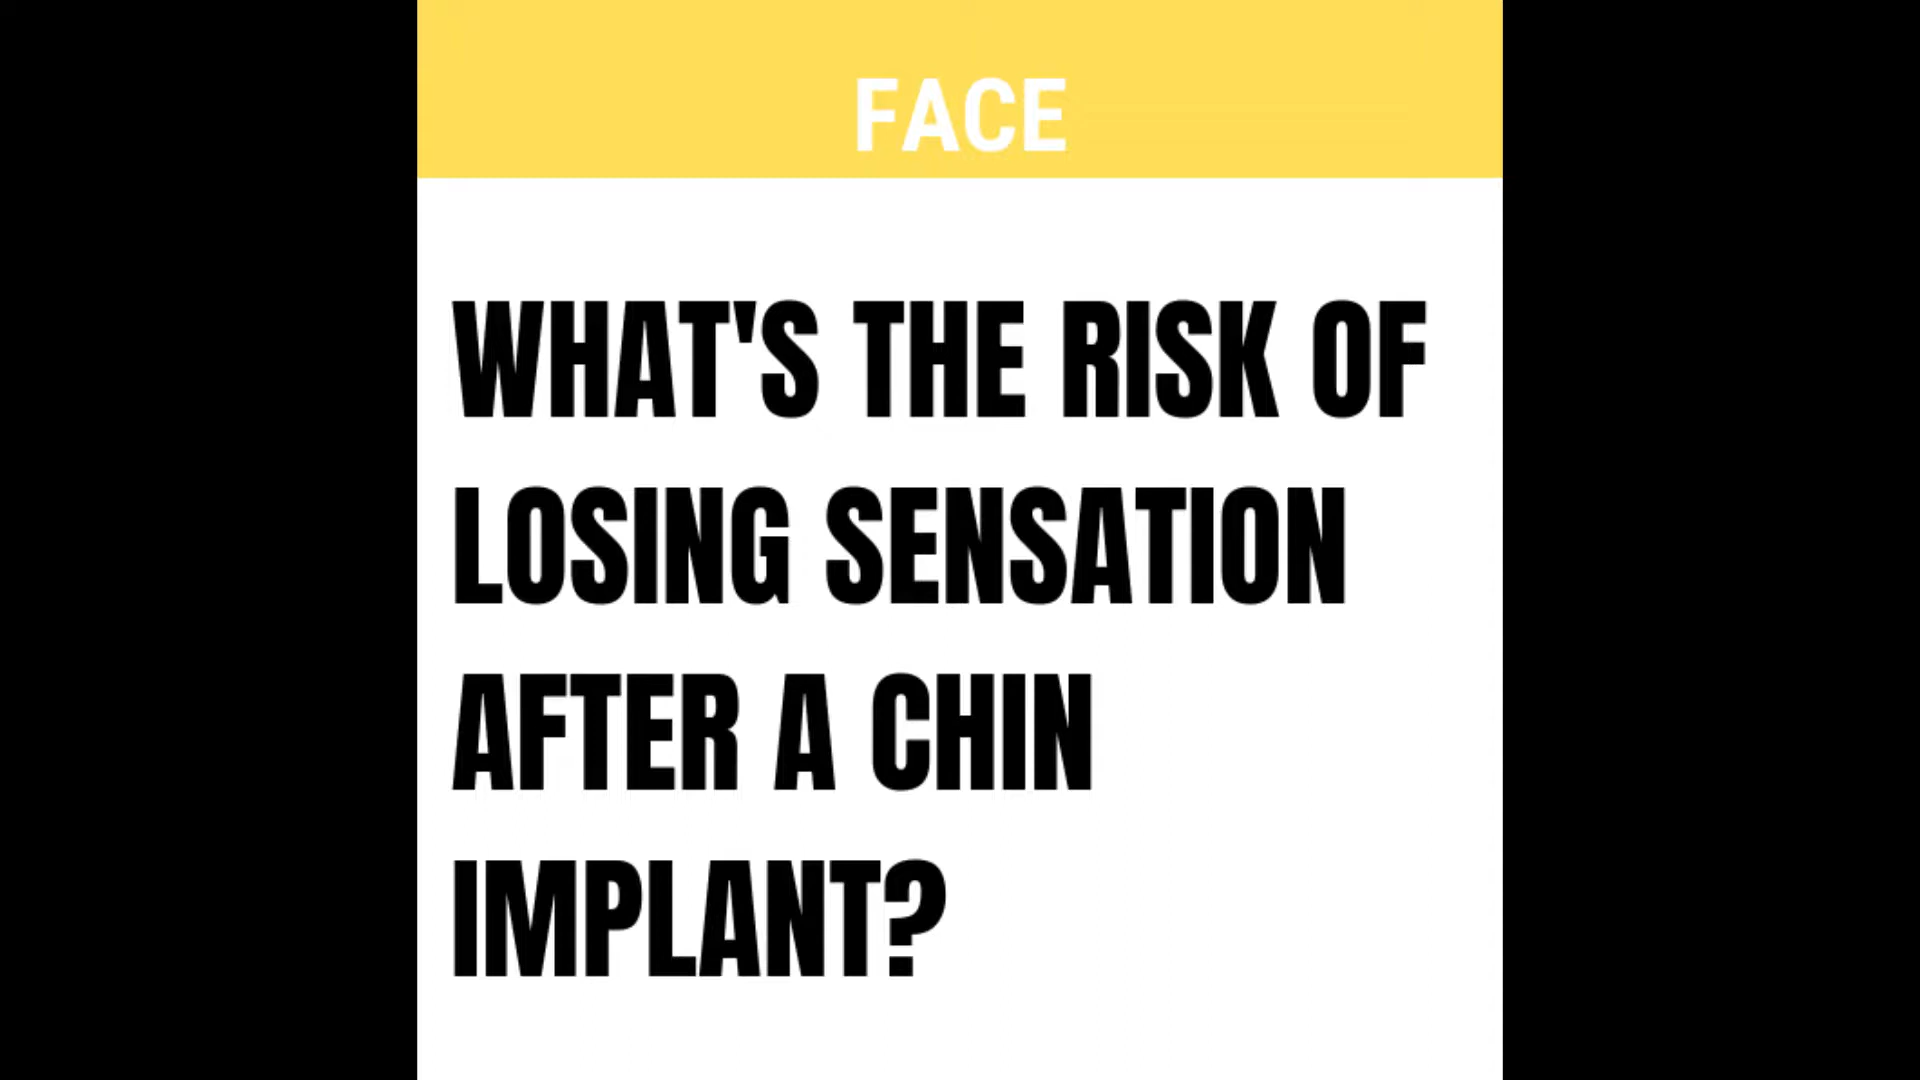 FACE
WHAT'S THE RISK OF
LOSING SENSATION
AFTER A CHIN
IMPLANT?